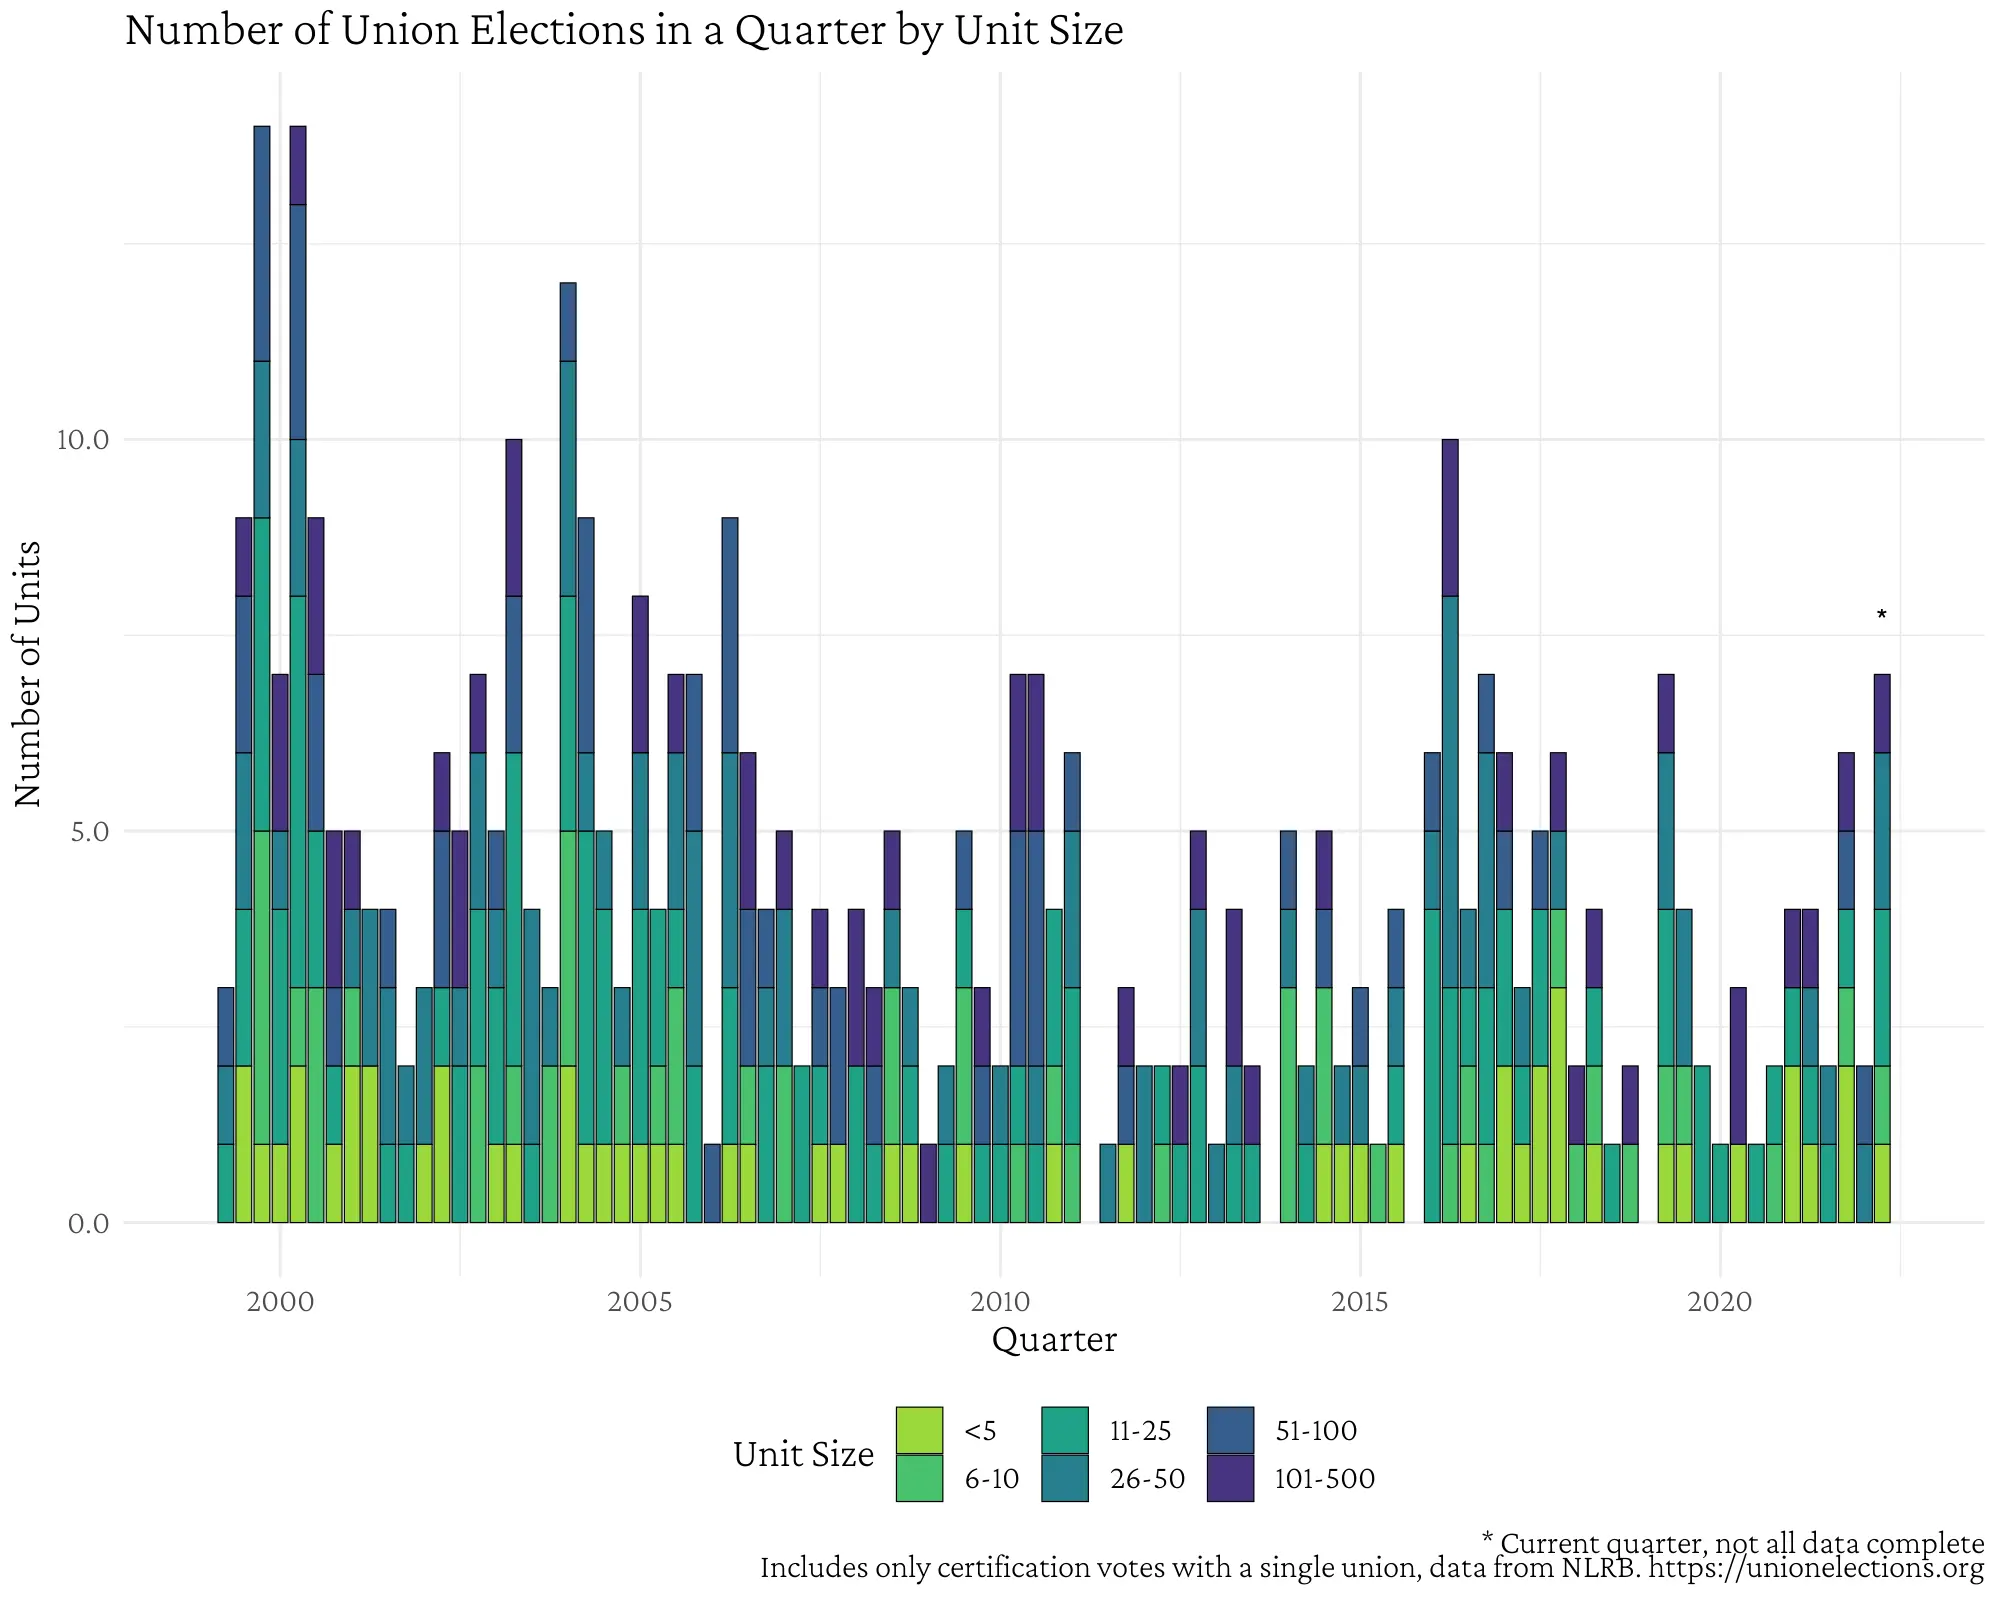 Number of Union Elections in a Quarter by Unit Size
Number of Units
10.0
5.0
0.0
*
2000 2005 2010 2015 2020
Quarter
Unit Size
<5 11-25 51-100
6-10 26-50 101-500
* Current quarter, not all data complete
Includes only certification votes with a single union, data from NLRB. https://unionelections.org